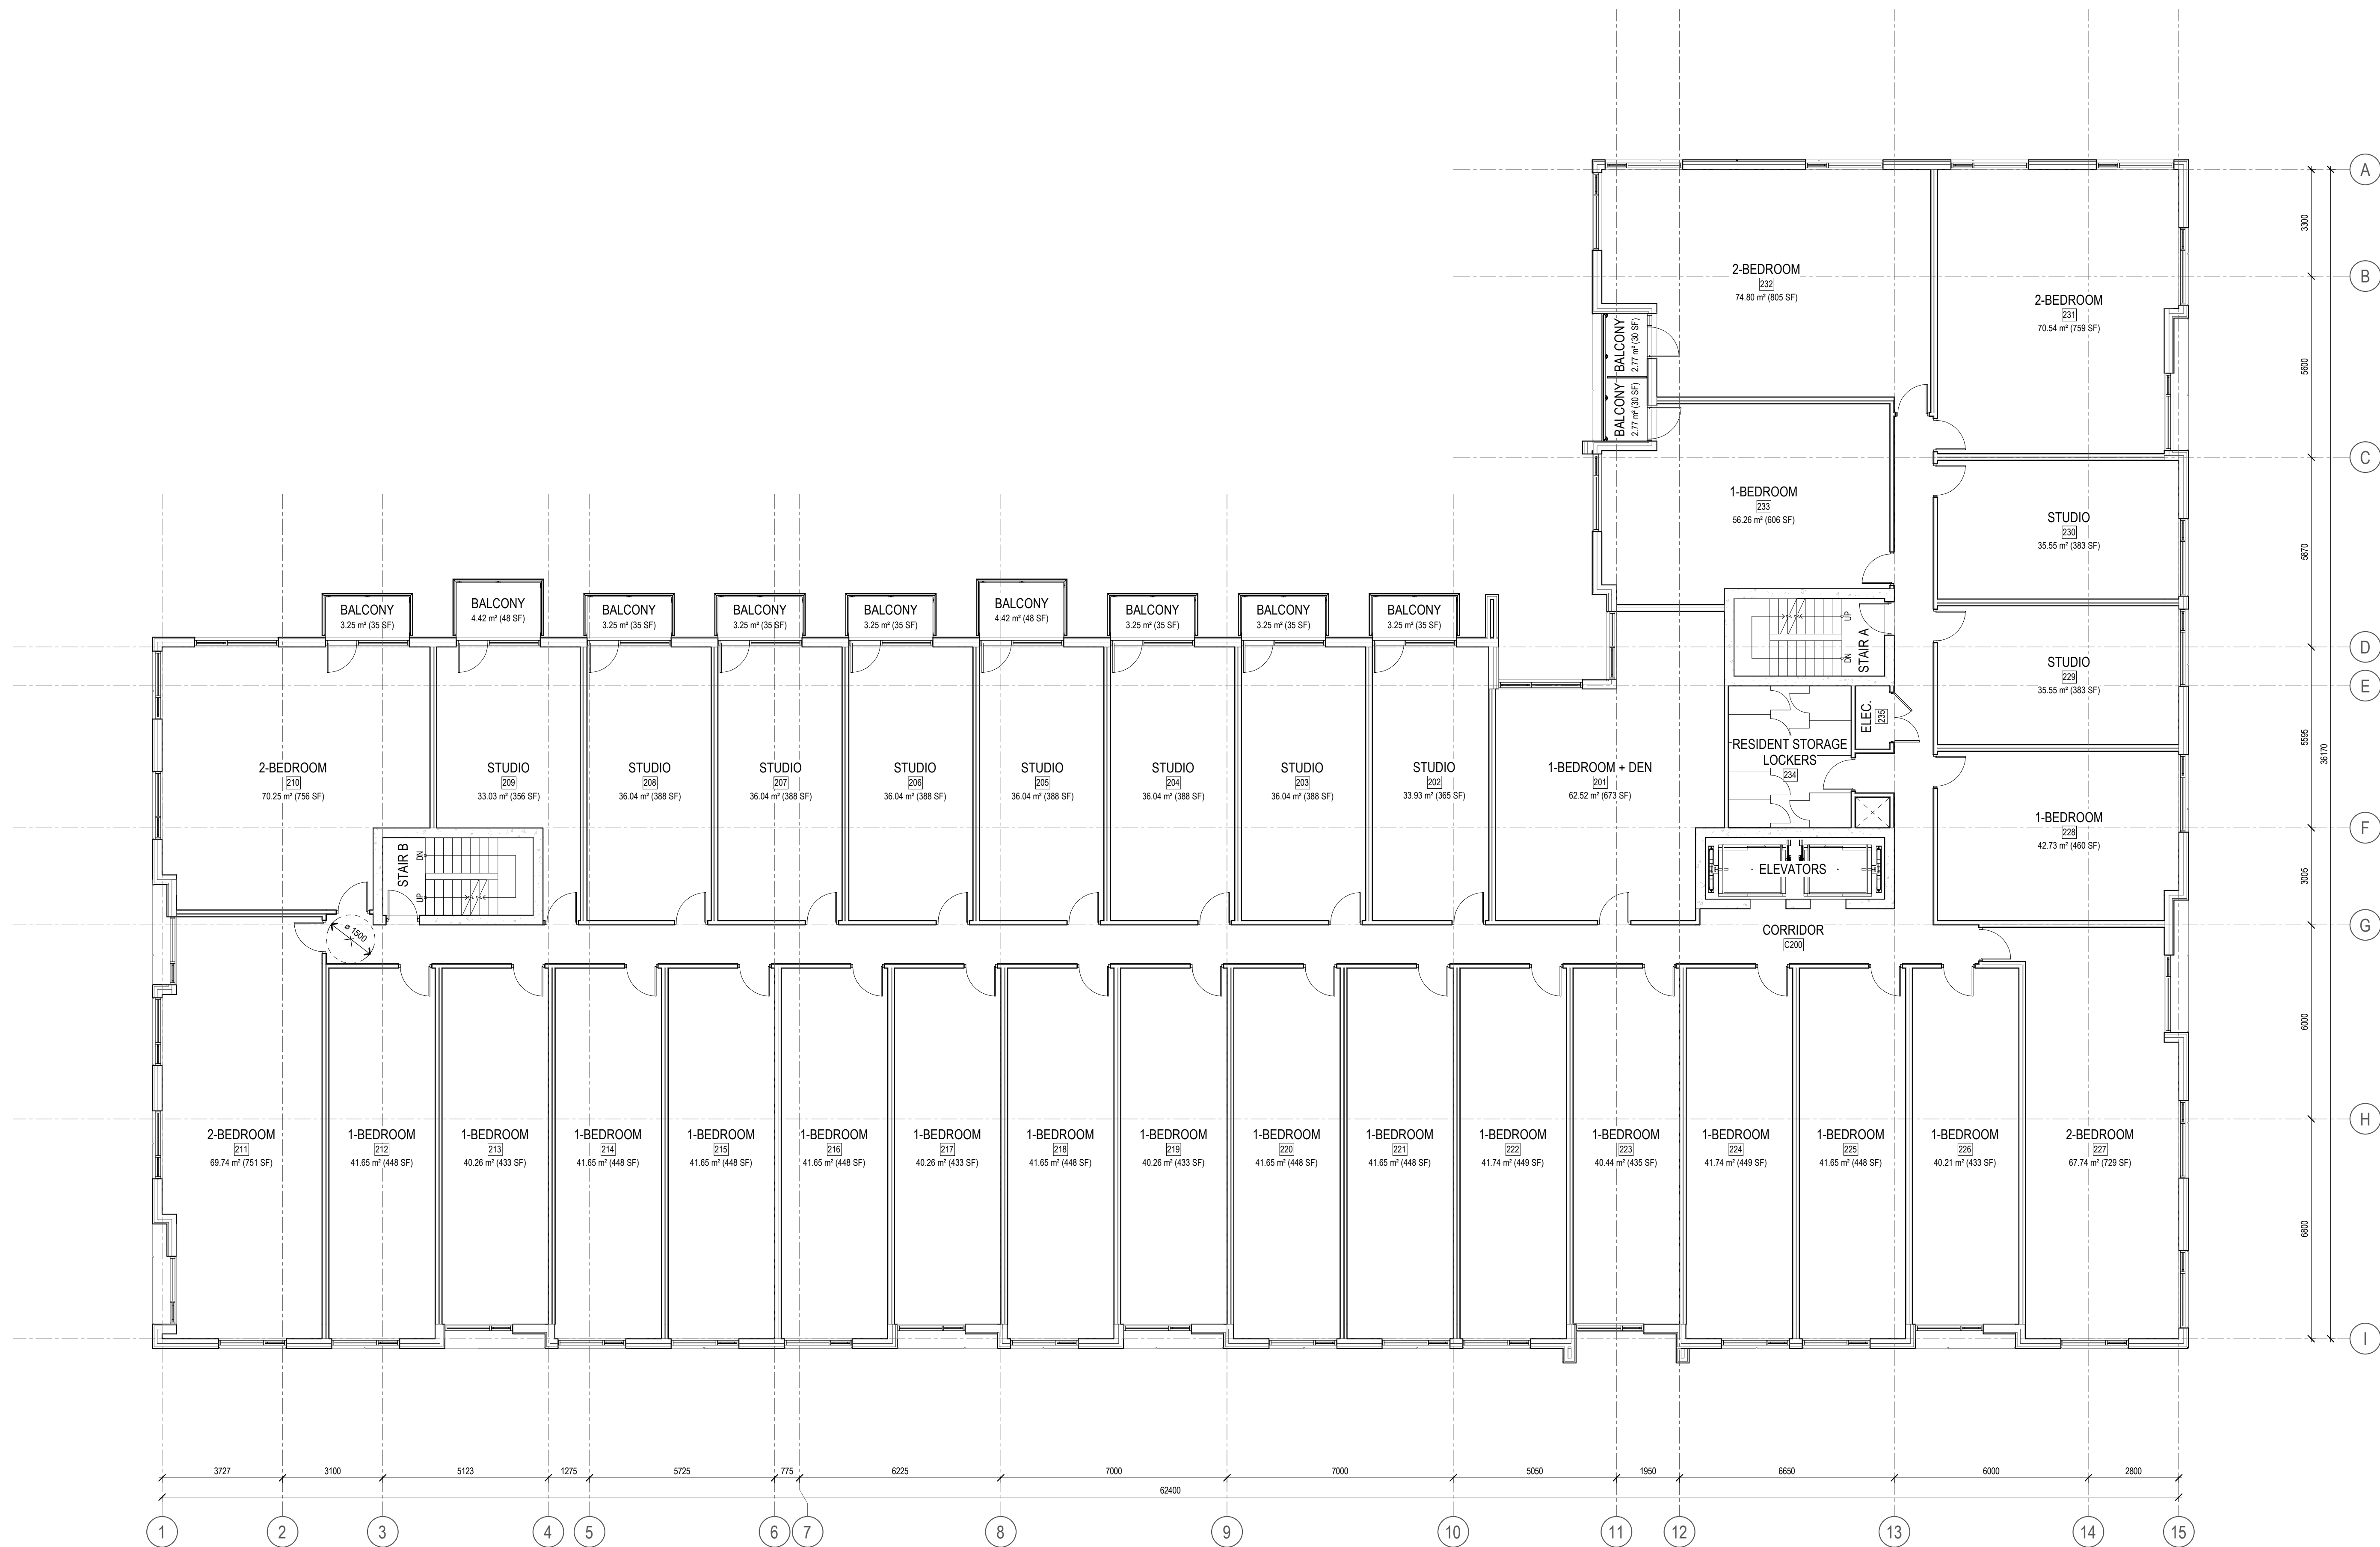 A
3300
B
2-BEDROOM
232
74.80 m² (805 SF)
2-BEDROOM
231
70.54 m² (759 SF)
BALCONY
2.77 m² (30 SF)
5600
BALCONY
2.77 m² (30 SF)
C
1-BEDROOM
233
56.26 m² (606 SF)
STUDIO
230
35.55 m² (383 SF)
5870
BALCONY
3.25 m² (35 SF)
BALCONY
4.42 m² (48 SF)
BALCONY
3.25 m² (35 SF)
BALCONY
3.25 m² (35 SF)
BALCONY
3.25 m² (35 SF)
BALCONY
4.42 m² (48 SF)
BALCONY
3.25 m² (35 SF)
BALCONY
3.25 m² (35 SF)
BALCONY
3.25 m² (35 SF)
UP
DN
STAIR A
D
STUDIO
229
35.55 m² (383 SF)
E
ELEC.
235
RESIDENT STORAGE
LOCKERS
234
5595
36170
2-BEDROOM
210
70.25 m² (756 SF)
STUDIO
209
33.03 m² (356 SF)
STUDIO
208
36.04 m² (388 SF)
STUDIO
207
36.04 m² (388 SF)
STUDIO
206
36.04 m² (388 SF)
STUDIO
205
36.04 m² (388 SF)
STUDIO
204
36.04 m² (388 SF)
STUDIO
203
36.04 m² (388 SF)
STUDIO
202
33.93 m² (365 SF)
1-BEDROOM + DEN
201
62.52 m² (673 SF)
1-BEDROOM
228
42.73 m² (460 SF)
F
STAIR B
DN
UP
ELEVATORS
3005
G
ø 1500
CORRIDOR
C200
6000
H
2-BEDROOM
211
69.74 m² (751 SF)
1-BEDROOM
212
41.65 m² (448 SF)
1-BEDROOM
213
40.26 m² (433 SF)
1-BEDROOM
214
41.65 m² (448 SF)
1-BEDROOM
215
41.65 m² (448 SF)
1-BEDROOM
216
41.65 m² (448 SF)
1-BEDROOM
217
40.26 m² (433 SF)
1-BEDROOM
218
41.65 m² (448 SF)
1-BEDROOM
219
40.26 m² (433 SF)
1-BEDROOM
220
41.65 m² (448 SF)
1-BEDROOM
221
41.65 m² (448 SF)
1-BEDROOM
222
41.74 m² (449 SF)
1-BEDROOM
223
40.44 m² (435 SF)
1-BEDROOM
224
41.74 m² (449 SF)
1-BEDROOM
225
41.65 m² (448 SF)
1-BEDROOM
226
40.21 m² (433 SF)
2-BEDROOM
227
67.74 m² (729 SF)
6800
I
3727 3100 5123 1275 5725 775 6225 7000 7000 5050 1950 6650 6000 2800
62400
1 2 3 4 5 6 7 8 9 10 11 12 13 14 15